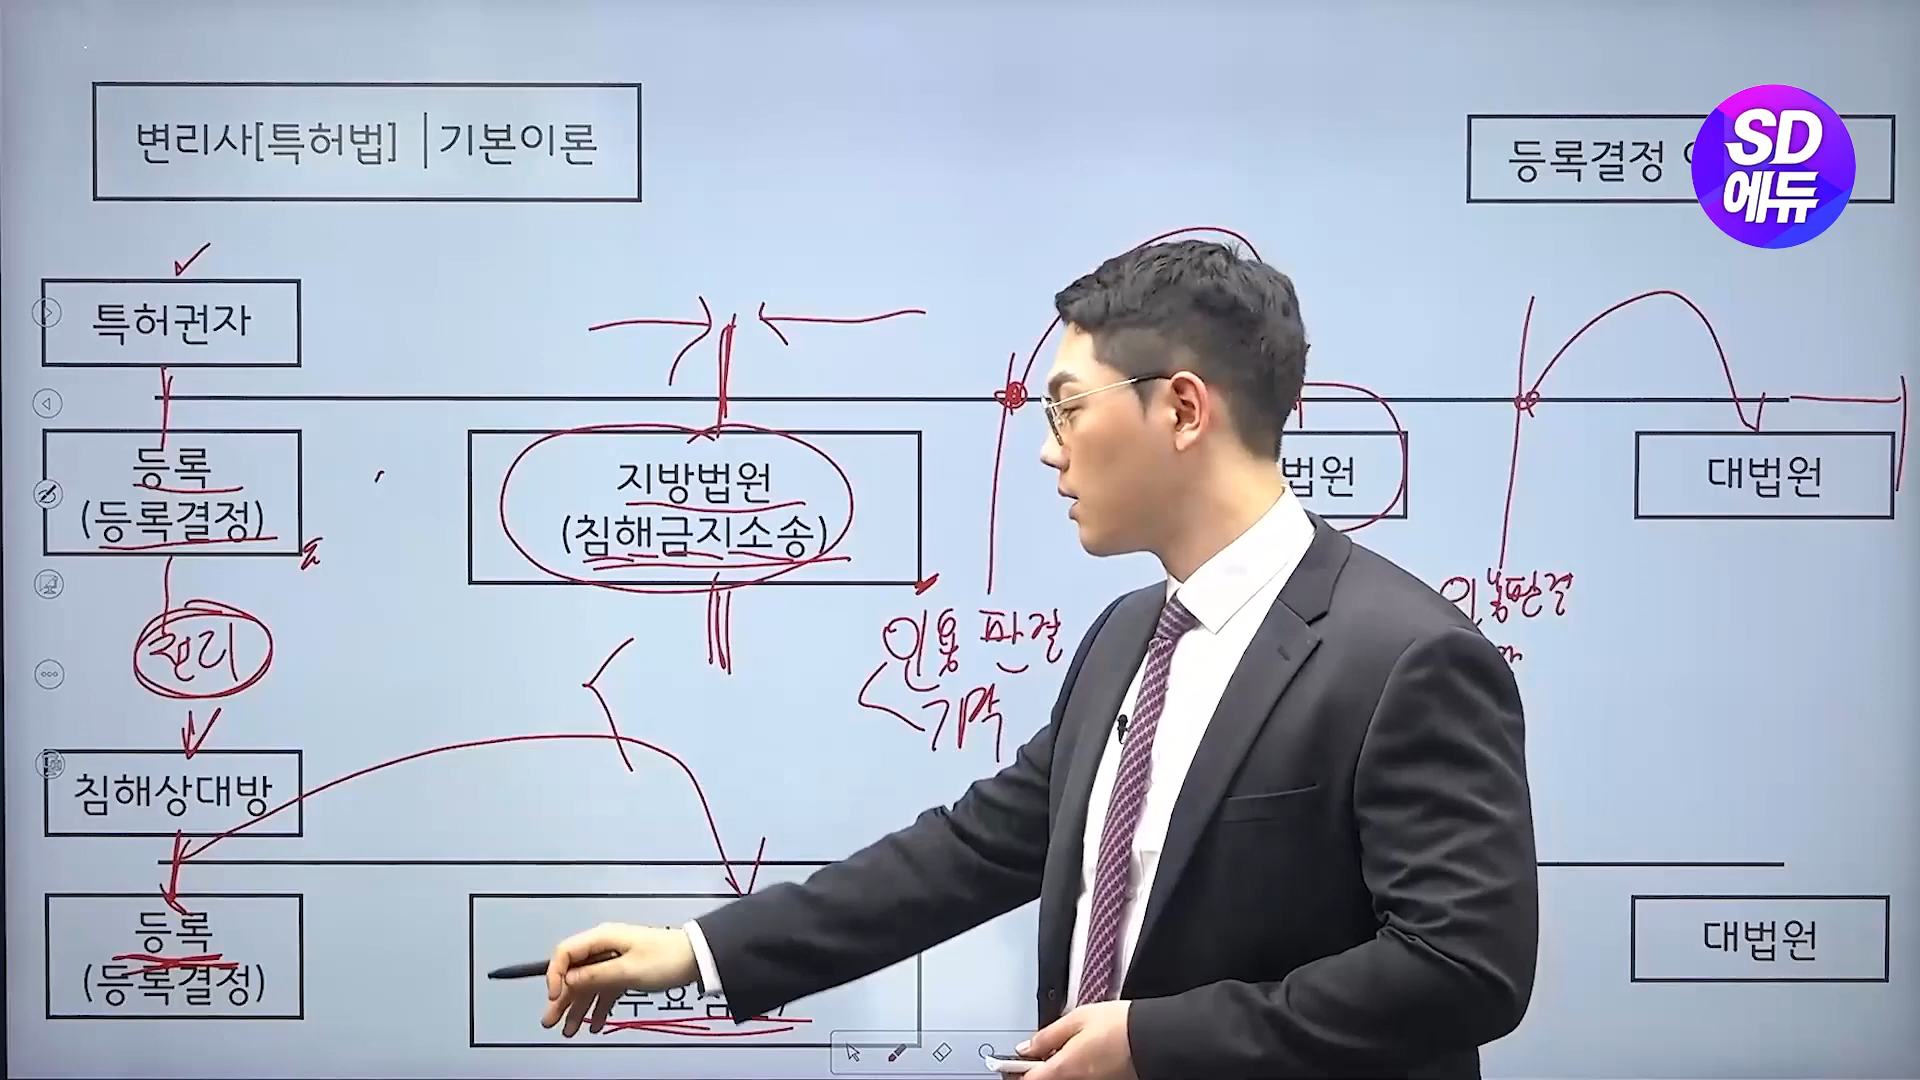 변리사[특허법] | 기본이론
등록결정
SD
에듀
특허권자
등록
(등록결정)
지방법원
(침해금지소송)
법원
대법원
권리
인용판결
기각
인용판결
침해상대방
등록
(등록결정)
대법원